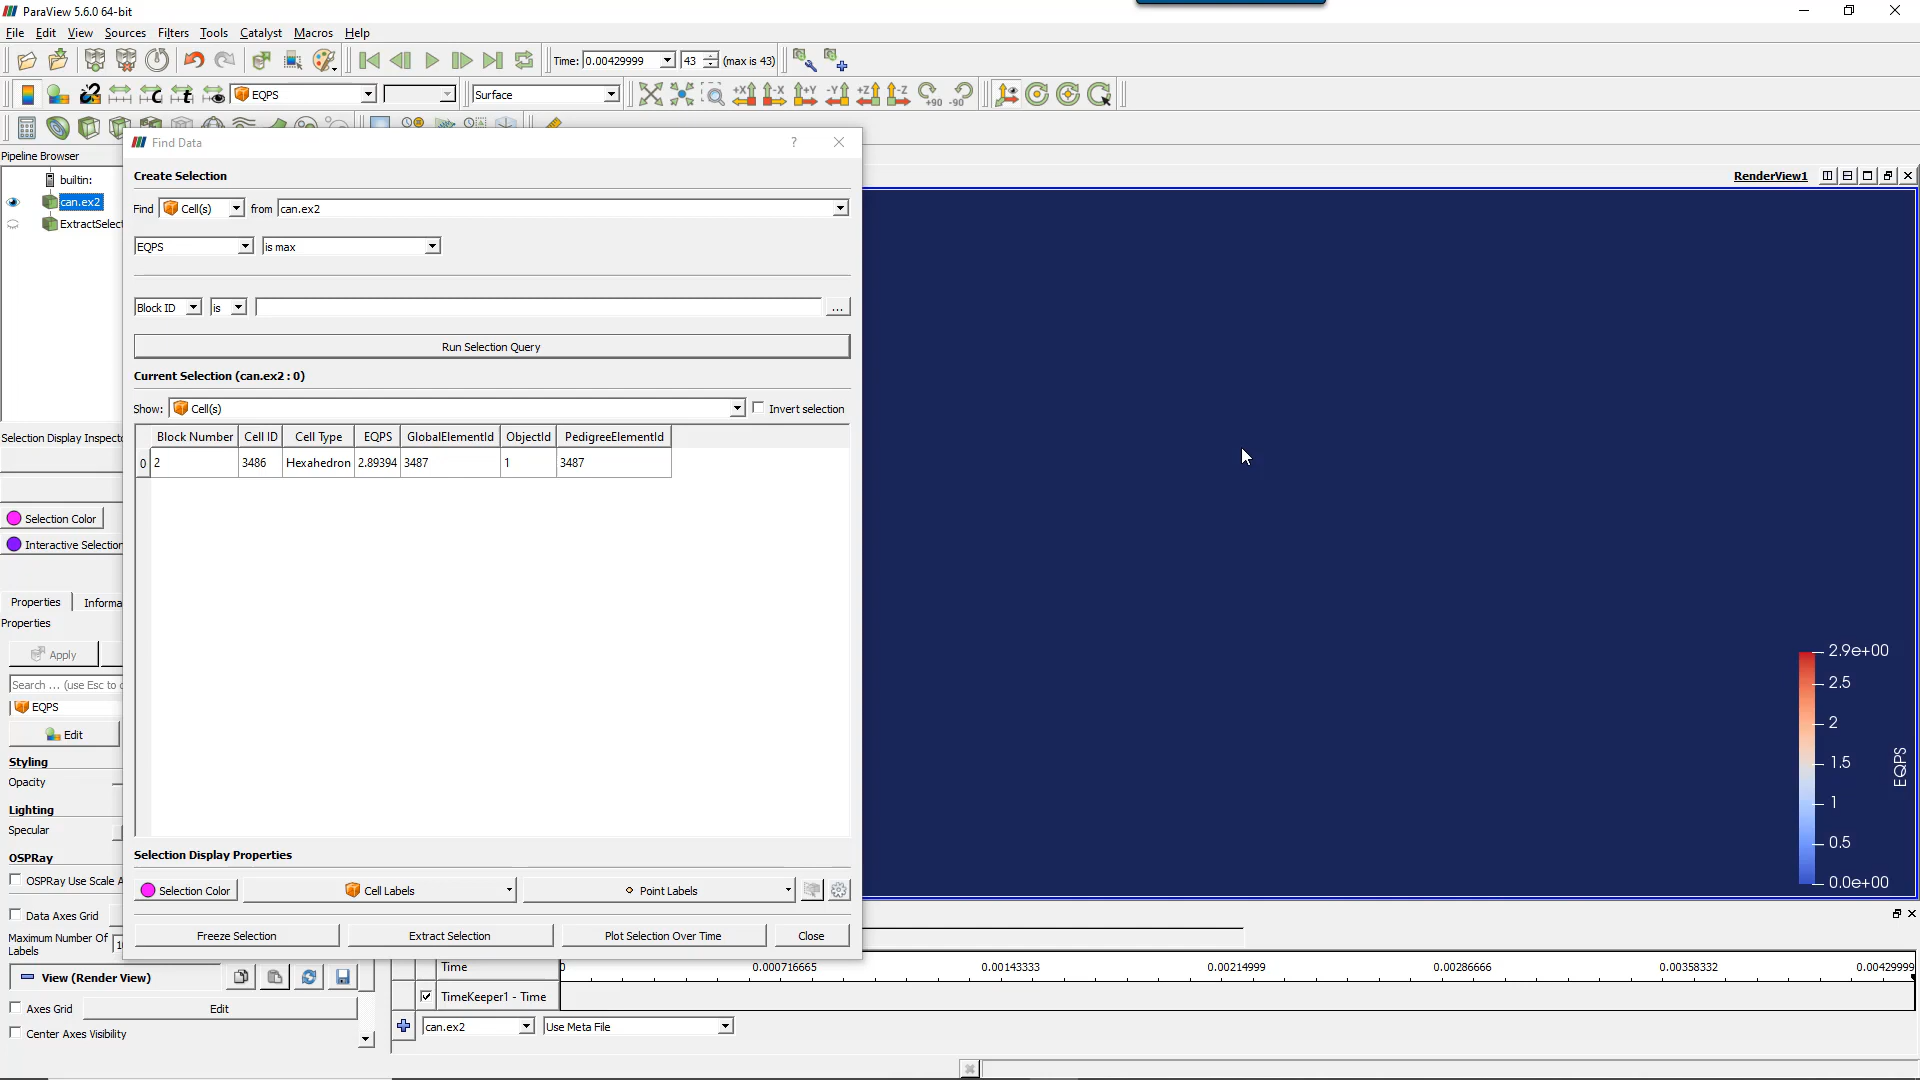 ParaView 5.6.0 64-bit
File Edit View Sources Filters Tools Catalyst Macros Help
Time: 0.00429999 43 (max is 43)
EQPS Surface +X -X +Y -Y +Z -Z +90 -90
Pipeline Browser
builtin:
can.ex2
ExtractSelect
Find Data
?
Create Selection
Find Cell(s) from can.ex2
EQPS is max
Block ID is ...
Run Selection Query
Current Selection (can.ex2 : 0)
Show: Cell(s) Invert selection
Block Number Cell ID Cell Type EQPS GlobalElementId ObjectId PedigreeElementId
0 2 3486 Hexahedron 2.89394 3487 1 3487
Selection Display Properties
Selection Color Cell Labels Point Labels
Freeze Selection Extract Selection Plot Selection Over Time Close
Selection Display Inspecto
Selection Color
Interactive Selection
Properties Informa
Properties
Apply
Search ... (use Esc to c
EQPS
Edit
Styling
Opacity
Lighting
Specular
OSPRay
OSPRay Use Scale A
Data Axes Grid
Maximum Number Of
Labels
View (Render View)
Axes Grid Edit
Center Axes Visibility
RenderView1
2.9e+00
2.5
2
1.5
1
0.5
0.0e+00
EQPS
Time 0.000716665 0.00143333 0.00214999 0.00286666 0.00358332 0.00429999
TimeKeeper1 - Time
can.ex2 Use Meta File